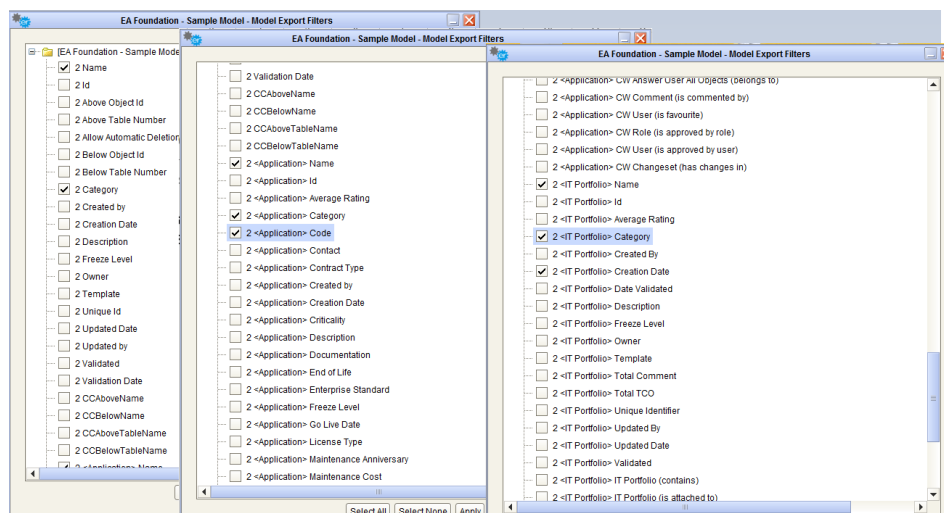 EA Foundation - Sample Model - Model Export Filters
[EA Foundation - Sample Mode
2 Name
2 Id
2 Above Object Id
2 Above Table Number
2 Allow Automatic Deletion
2 Below Object Id
2 Below Table Number
2 Category
2 Created by
2 Creation Date
2 Description
2 Freeze Level
2 Owner
2 Template
2 Unique Id
2 Updated Date
2 Updated by
2 Validated
2 Validation Date
2 CCAboveName
2 CCBelowName
2 CCAboveTableName
2 CCBelowTableName
2 <Application> Name
EA Foundation - Sample Model - Model Export Filters
2 Validation Date
2 CCAboveName
2 CCBelowName
2 CCAboveTableName
2 CCBelowTableName
2 <Application> Name
2 <Application> Id
2 <Application> Average Rating
2 <Application> Category
2 <Application> Code
2 <Application> Contact
2 <Application> Contract Type
2 <Application> Created by
2 <Application> Creation Date
2 <Application> Criticality
2 <Application> Description
2 <Application> Documentation
2 <Application> End of Life
2 <Application> Enterprise Standard
2 <Application> Freeze Level
2 <Application> Go Live Date
2 <Application> License Type
2 <Application> Maintenance Anniversary
2 <Application> Maintenance Cost
Select All Select None Apply
EA Foundation - Sample Model - Model Export Filters
2 <Application> CW Answer User All Objects (belongs to)
2 <Application> CW Comment (is commented by)
2 <Application> CW User (is favourite)
2 <Application> CW Role (is approved by role)
2 <Application> CW User (is approved by user)
2 <Application> CW Changeset (has changes in)
2 <IT Portfolio> Name
2 <IT Portfolio> Id
2 <IT Portfolio> Average Rating
2 <IT Portfolio> Category
2 <IT Portfolio> Created By
2 <IT Portfolio> Creation Date
2 <IT Portfolio> Date Validated
2 <IT Portfolio> Description
2 <IT Portfolio> Freeze Level
2 <IT Portfolio> Owner
2 <IT Portfolio> Template
2 <IT Portfolio> Total Comment
2 <IT Portfolio> Total TCO
2 <IT Portfolio> Unique Identifier
2 <IT Portfolio> Updated By
2 <IT Portfolio> Updated Date
2 <IT Portfolio> Validated
2 <IT Portfolio> IT Portfolio (contains)
2 <IT Portfolio> IT Portfolio (is attached to)